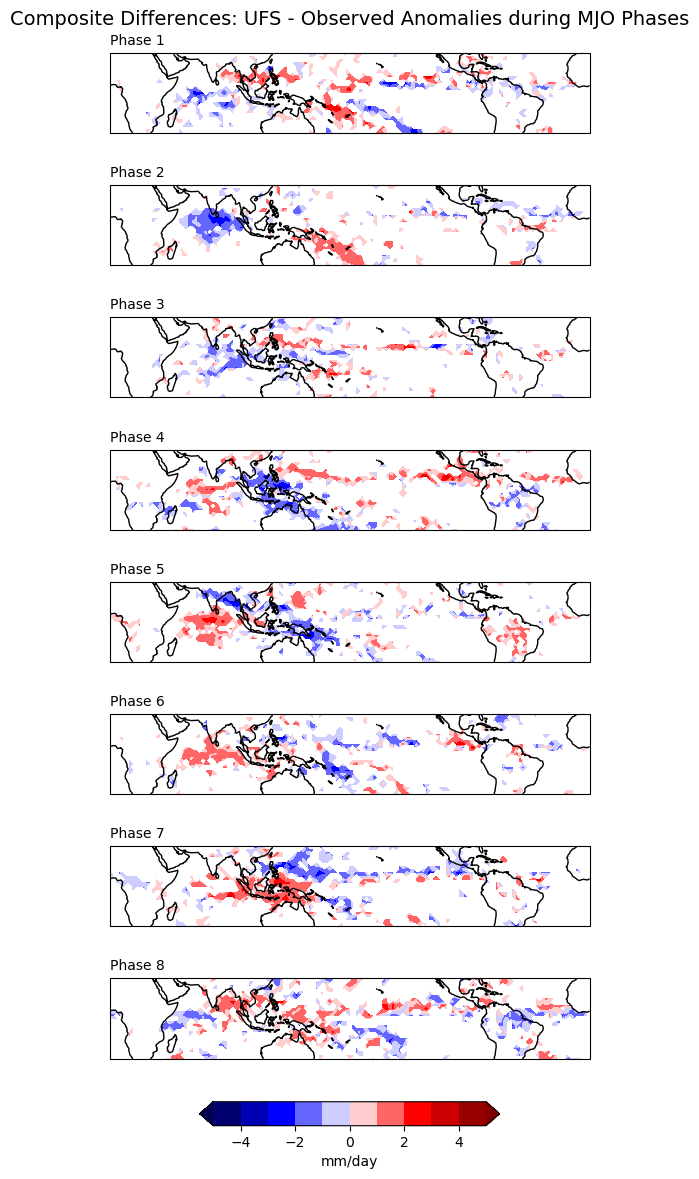 Composite Differences: UFS - Observed Anomalies during MJO Phases
Phase 1
Phase 2
Phase 3
Phase 4
Phase 5
Phase 6
Phase 7
Phase 8
−4 −2 0 2 4
mm/day